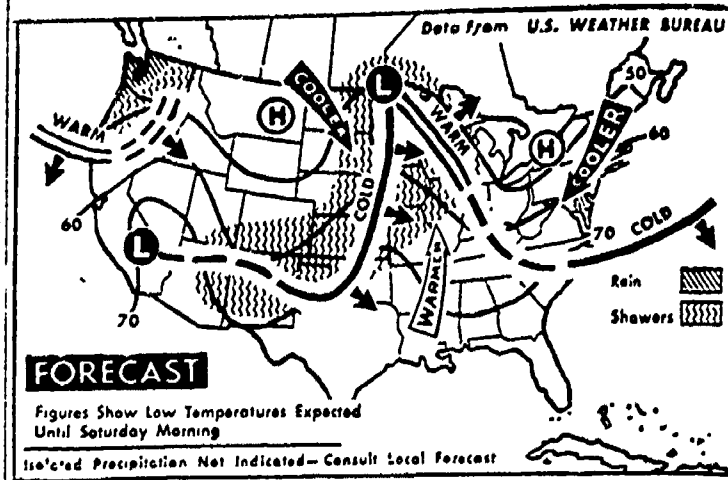 Data from U.S. WEATHER BUREAU
50
L
COOLER
WARM
H
WARM
H
COOLER
60
COLD
60
L
70
COLD
WARMER
70
Rain
Showers
FORECAST
Figures Show Low Temperatures Expected
Until Saturday Morning
Isolated Precipitation Not Indicated—Consult Local Forecast